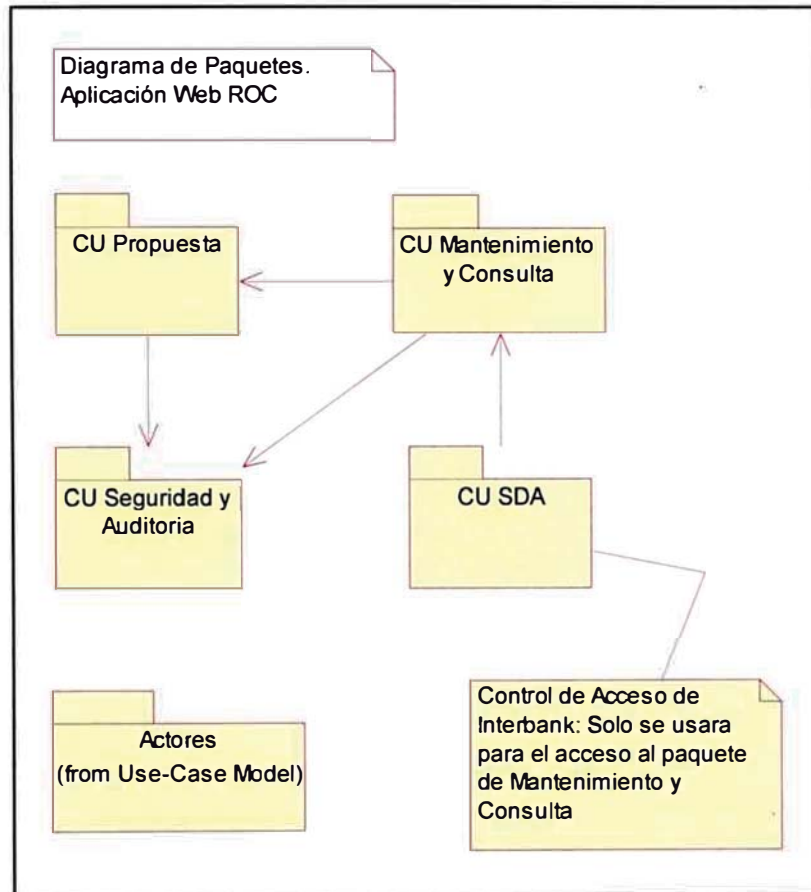 Diagrama de Paquetes.
Aplicación Web ROC
CU Propuesta
CU Mantenimiento
y Consulta
CU Seguridad y
Auditoria
CU SDA
Actores
(from Use-Case Model)
Control de Acceso de
Interbank: Solo se usara
para el acceso al paquete
de Mantenimiento y
Consulta